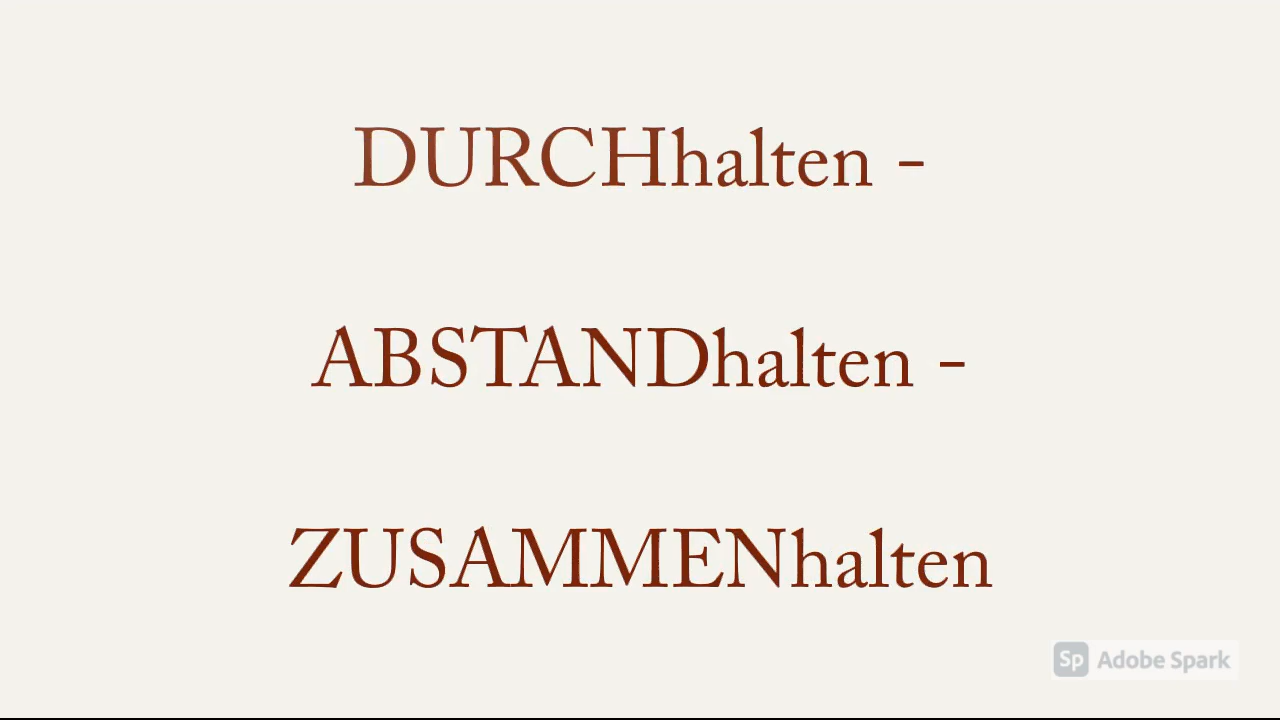 DURCHhalten -
ABSTANDhalten -
ZUSAMMENhalten
Sp Adobe Spark